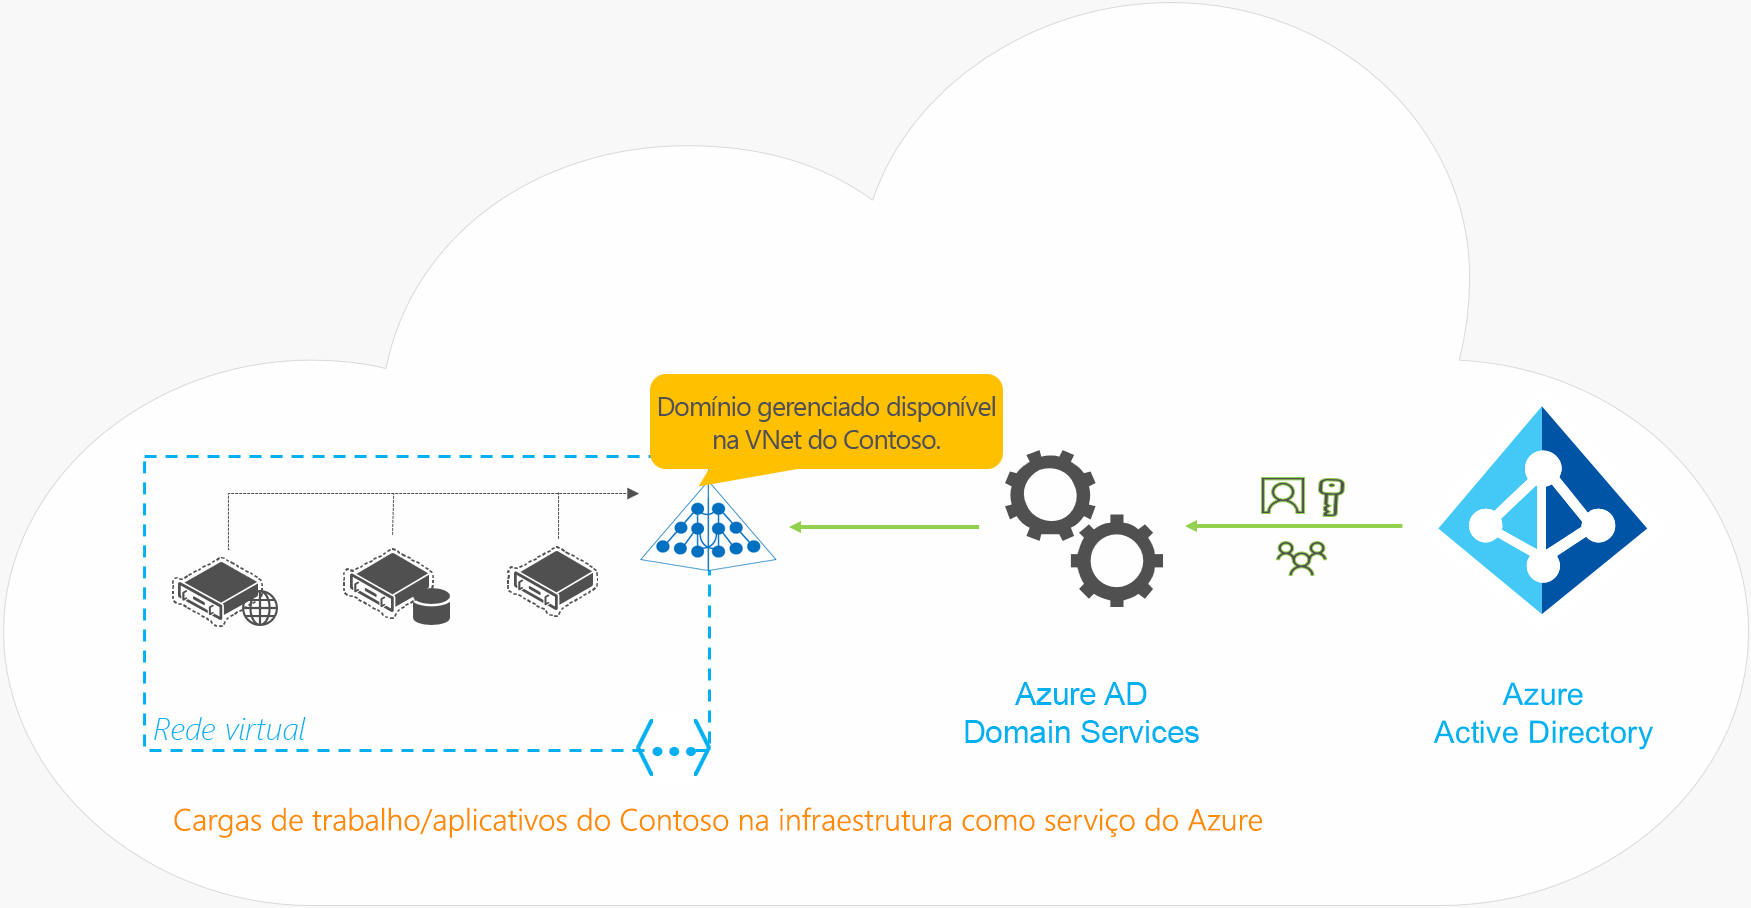 Domínio gerenciado disponível
na VNet do Contoso.
Rede virtual
Azure AD
Domain Services
Azure
Active Directory
Cargas de trabalho/aplicativos do Contoso na infraestrutura como serviço do Azure